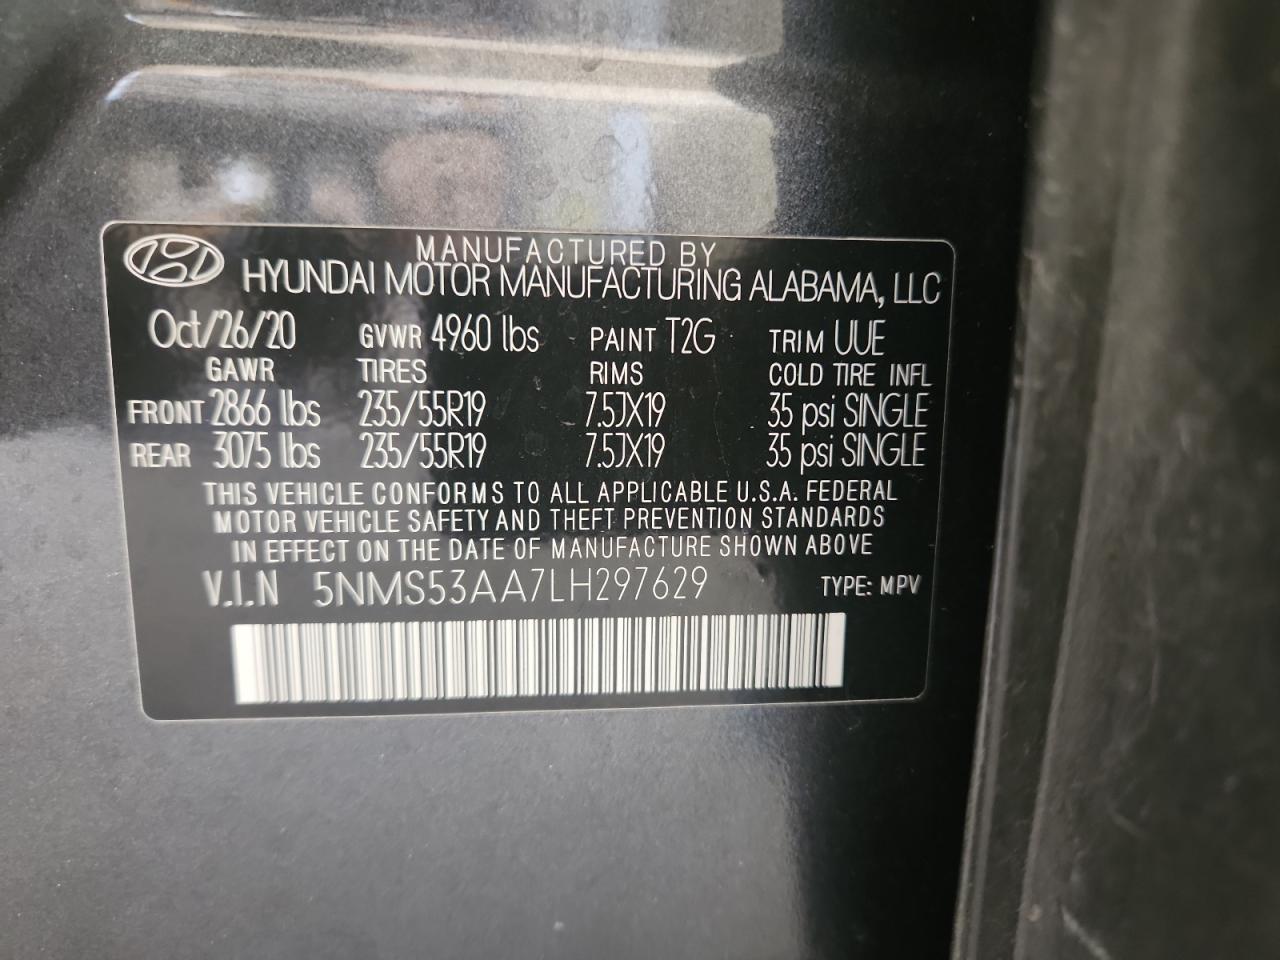 MANUFACTURED BY
HYUNDAI MOTOR MANUFACTURING ALABAMA, LLC
Oct/26/20 GVWR 4960 lbs PAINT T2G TRIM UUE
GAWR TIRES RIMS COLD TIRE INFL
FRONT 2866 lbs 235/55R19 7.5JX19 35 psi SINGLE
REAR 3075 lbs 235/55R19 7.5JX19 35 psi SINGLE
THIS VEHICLE CONFORMS TO ALL APPLICABLE U.S.A. FEDERAL
MOTOR VEHICLE SAFETY AND THEFT PREVENTION STANDARDS
IN EFFECT ON THE DATE OF MANUFACTURE SHOWN ABOVE
V.I.N 5NMS53AA7LH297629 TYPE: MPV